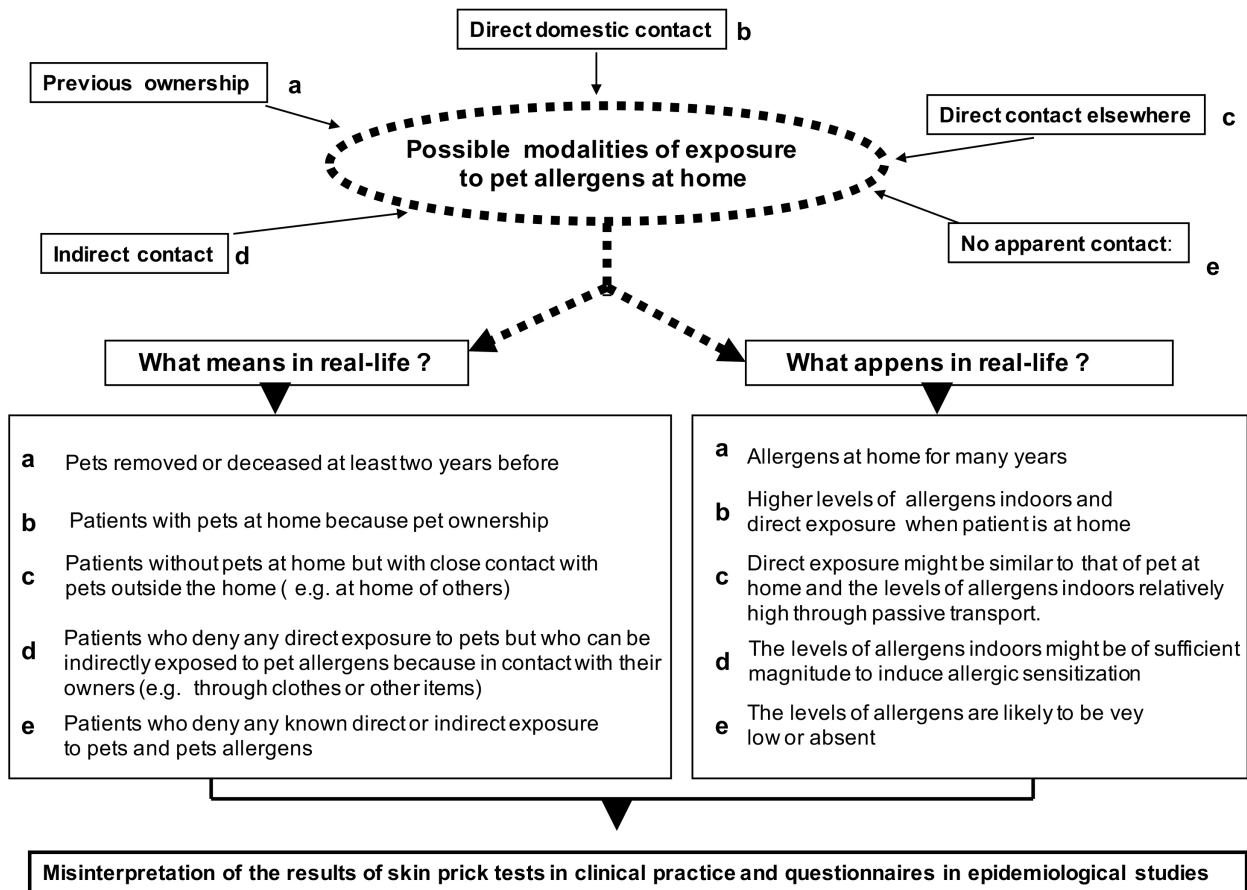 Direct domestic contact b
Previous ownership a
Direct contact elsewhere c
Possible modalities of exposure
to pet allergens at home
Indirect contact d
No apparent contact: e
What means in real-life ?
What appens in real-life ?
a Pets removed or deceased at least two years before
b Patients with pets at home because pet ownership
c Patients without pets at home but with close contact with
pets outside the home ( e.g. at home of others)
d Patients who deny any direct exposure to pets but who can be
indirectly exposed to pet allergens because in contact with their
owners (e.g. through clothes or other items)
e Patients who deny any known direct or indirect exposure
to pets and pets allergens
a Allergens at home for many years
b Higher levels of allergens indoors and
direct exposure when patient is at home
c Direct exposure might be similar to that of pet at
home and the levels of allergens indoors relatively
high through passive transport.
d The levels of allergens indoors might be of sufficient
magnitude to induce allergic sensitization
e The levels of allergens are likely to be vey
low or absent
Misinterpretation of the results of skin prick tests in clinical practice and questionnaires in epidemiological studies